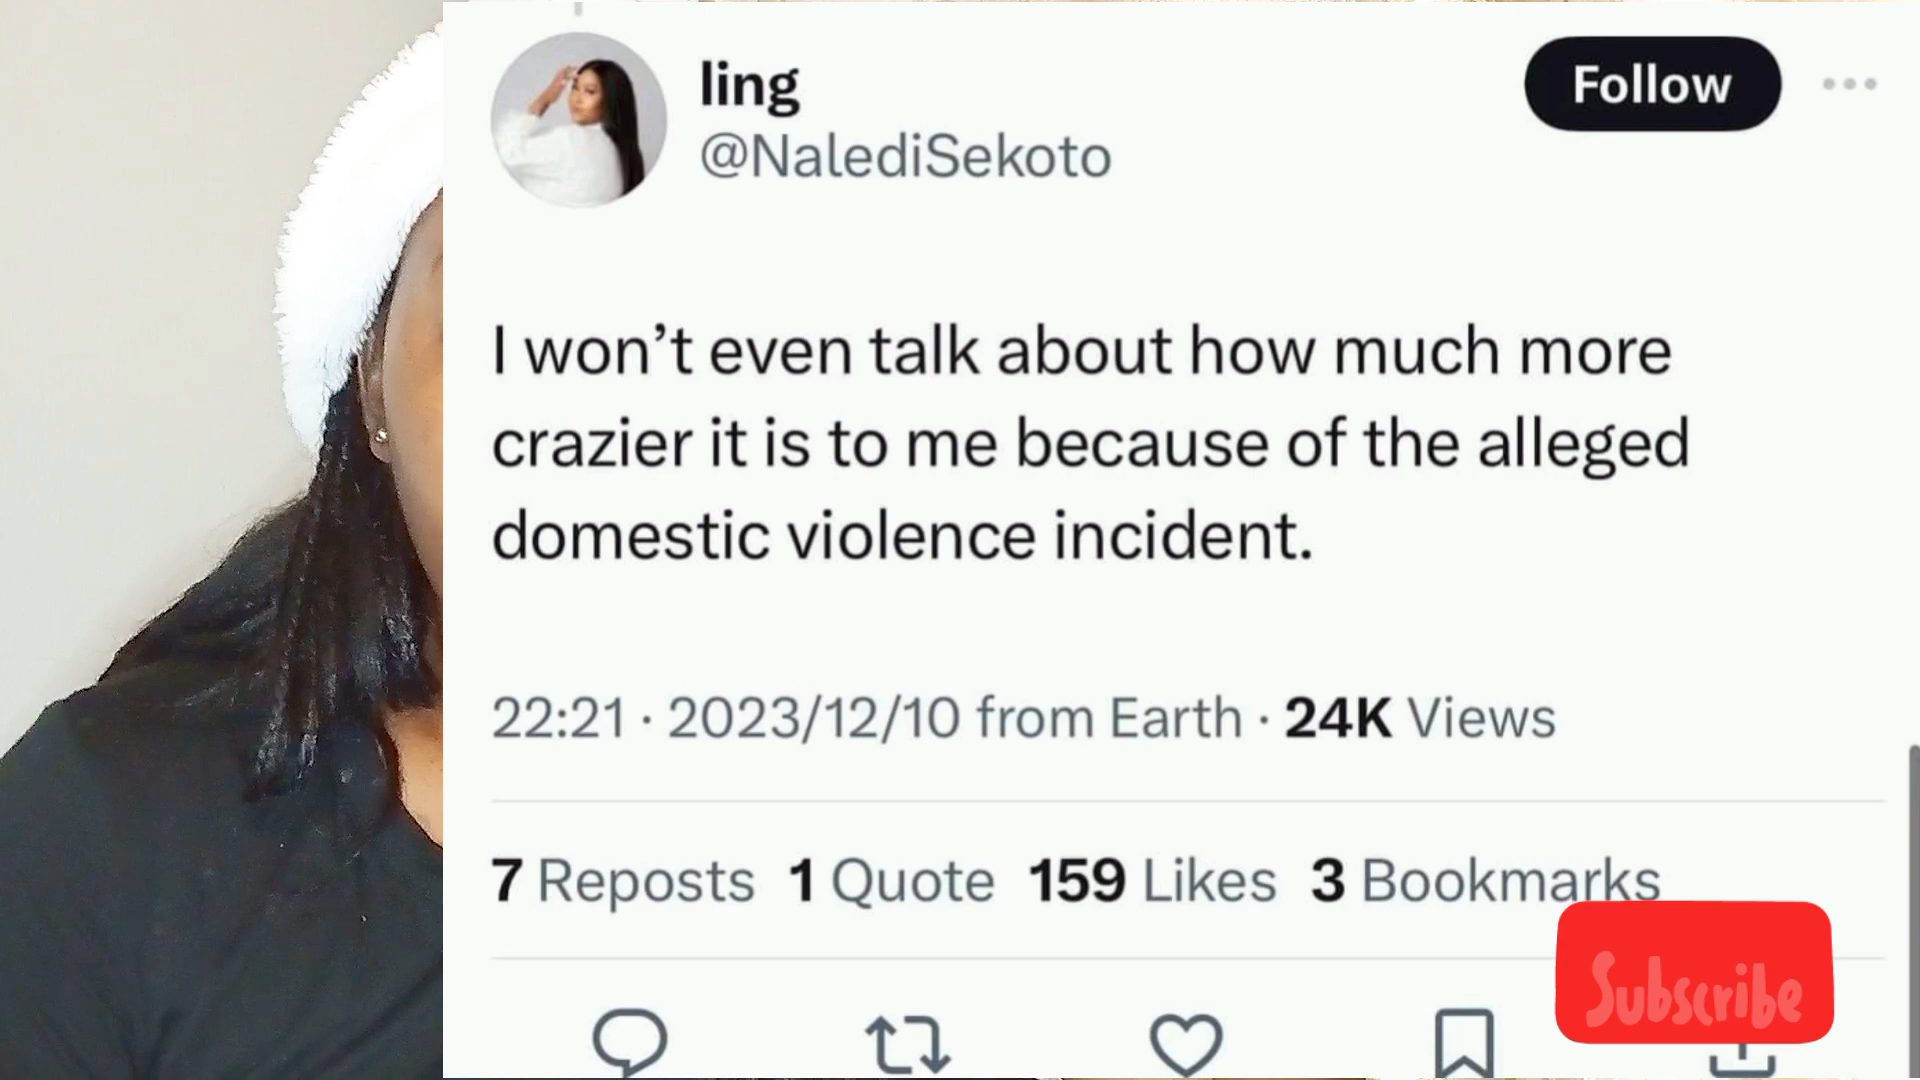 ling
Follow
@NalediSekoto
I won’t even talk about how much more
crazier it is to me because of the alleged
domestic violence incident.
22:21 · 2023/12/10 from Earth · 24K Views
7 Reposts 1 Quote 159 Likes 3 Bookmarks
Subscribe